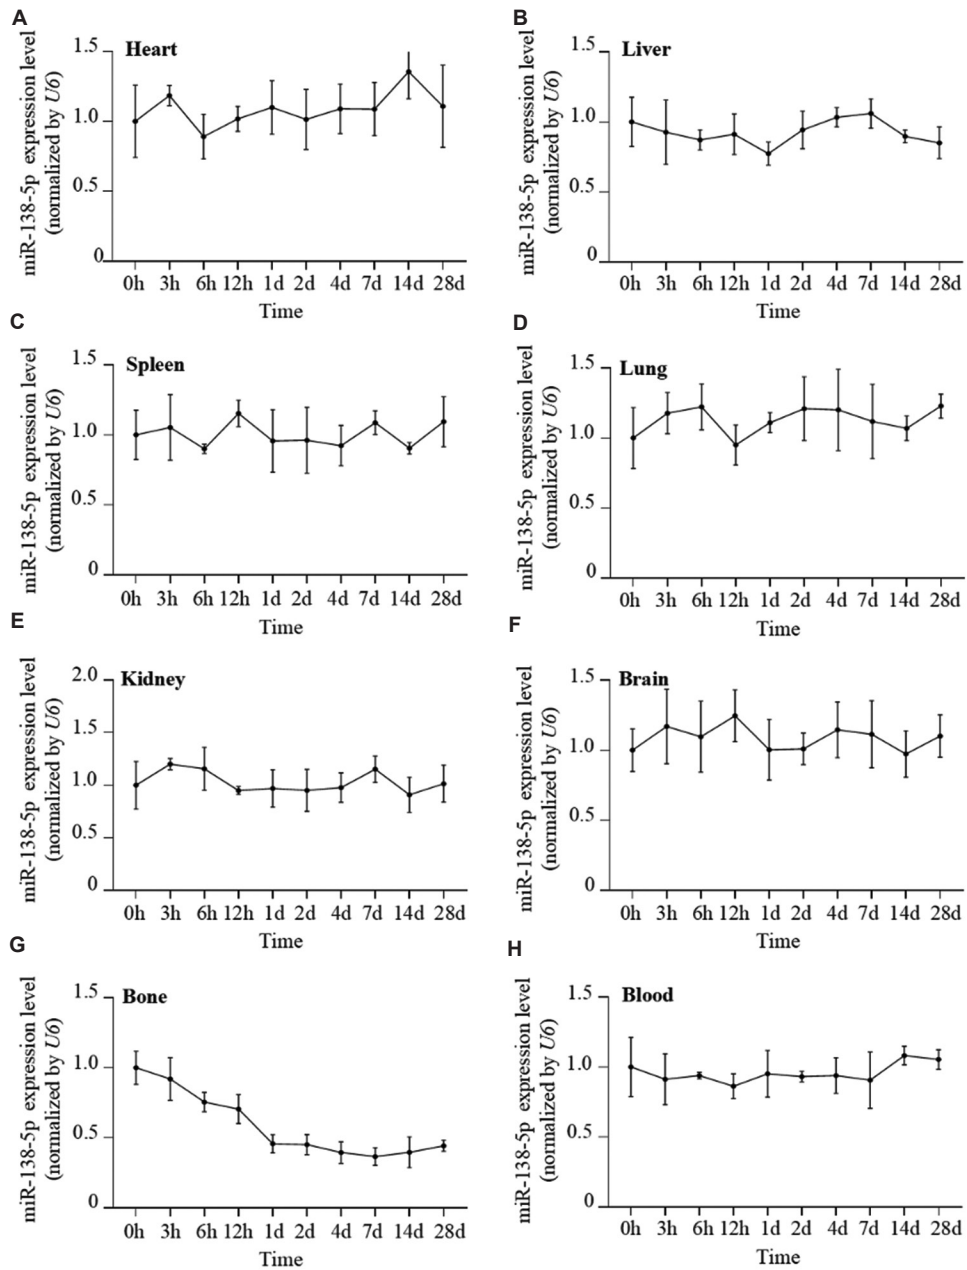 A
Heart
miR-138-5p expression level
(normalized by U6)
1.5
1.0
0.5
0
0h 3h 6h 12h 1d 2d 4d 7d 14d 28d
Time
B
Liver
miR-138-5p expression level
(normalized by U6)
1.5
1.0
0.5
0
0h 3h 6h 12h 1d 2d 4d 7d 14d 28d
Time
C
Spleen
miR-138-5p expression level
(normalized by U6)
1.5
1.0
0.5
0
0h 3h 6h 12h 1d 2d 4d 7d 14d 28d
Time
D
Lung
miR-138-5p expression level
(normalized by U6)
1.5
1.0
0.5
0
0h 3h 6h 12h 1d 2d 4d 7d 14d 28d
Time
E
Kidney
miR-138-5p expression level
(normalized by U6)
2.0
1.5
1.0
0.5
0
0h 3h 6h 12h 1d 2d 4d 7d 14d 28d
Time
F
Brain
miR-138-5p expression level
(normalized by U6)
1.5
1.0
0.5
0
0h 3h 6h 12h 1d 2d 4d 7d 14d 28d
Time
G
Bone
miR-138-5p expression level
(normalized by U6)
1.5
1.0
0.5
0
0h 3h 6h 12h 1d 2d 4d 7d 14d 28d
Time
H
Blood
miR-138-5p expression level
(normalized by U6)
1.5
1.0
0.5
0
0h 3h 6h 12h 1d 2d 4d 7d 14d 28d
Time